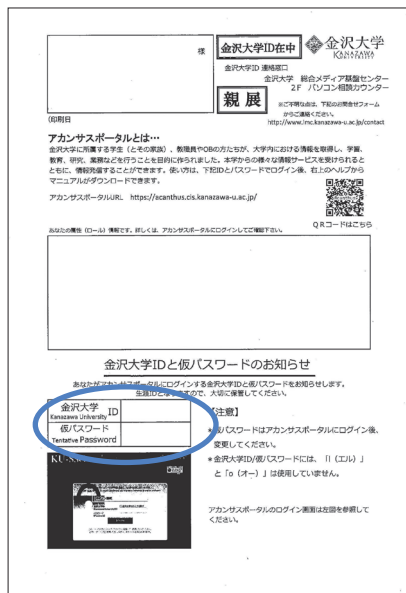 様
金沢大学ID在中
金沢大学
KANAZAWA
UNIVERSITY
金沢大学ID 連絡窓口
金沢大学 総合メディア基盤センター
2F パソコン相談カウンター
親展
※ご不明な点は、下記のお問合せフォーム
からご連絡ください。
http://www.imc.kanazawa-u.ac.jp/contact
(印刷日
アカンサスポータルとは…
金沢大学に所属する学生（とその家族）、教職員やOBの方たちが、大学内における情報を取得し、学習、
教育、研究、業務などを行うことを目的に作られました。本学からの様々な情報サービスを受けられると
ともに、情報発信することができます。使い方は、下記IDとパスワードでログイン後、右上のヘルプから
マニュアルがダウンロードできます。
アカンサスポータルURL https://acanthus.cis.kanazawa-u.ac.jp/
QRコードはこちら
あなたの属性（ロール）情報です。詳しくは、アカンサスポータルにログインしてご確認下さい。
金沢大学IDと仮パスワードのお知らせ
あなたがアカンサスポータルにログインする金沢大学IDと仮パスワードをお知らせします。
生涯IDとなりますので、大切に保管してください。
金沢大学
Kanazawa University ID
仮パスワード
Tentative Password
【注意】
*仮パスワードはアカンサスポータルにログイン後、
変更してください。
*金沢大学ID/仮パスワードには、「l（エル）」
と「o（オー）」は使用していません。
アカンサスポータルのログイン画面は左図を参照して
ください。